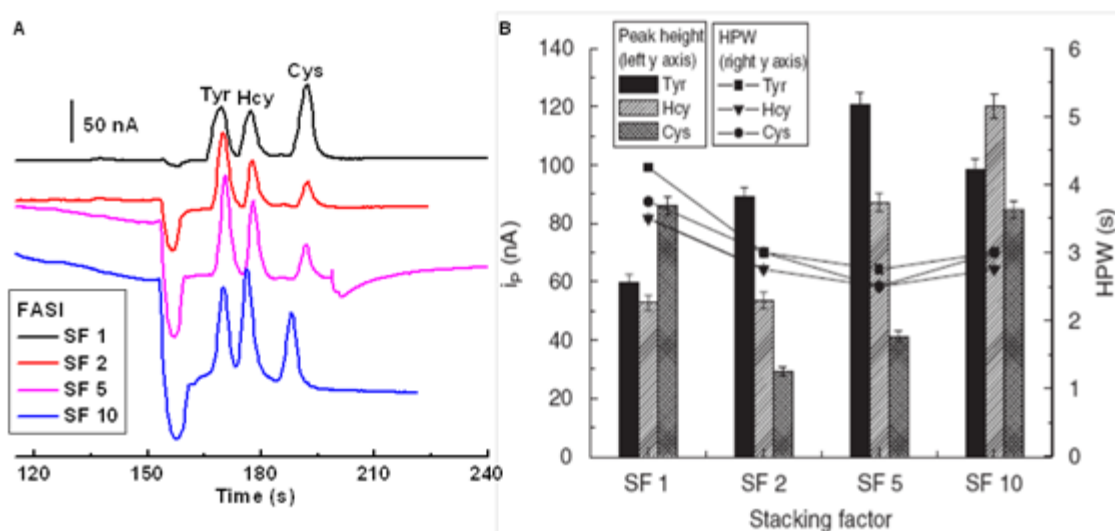 A
50 nA
Tyr
Hcy
Cys
FASI
SF 1
SF 2
SF 5
SF 10
120
150
180
210
240
Time (s)
B
Peak height
(left y axis)
Tyr
Hcy
Cys
HPW
(right y axis)
Tyr
Hcy
Cys
140
120
100
80
60
40
20
0
iₚ (nA)
6
5
4
3
2
1
0
HPW (s)
SF 1
SF 2
SF 5
SF 10
Stacking factor